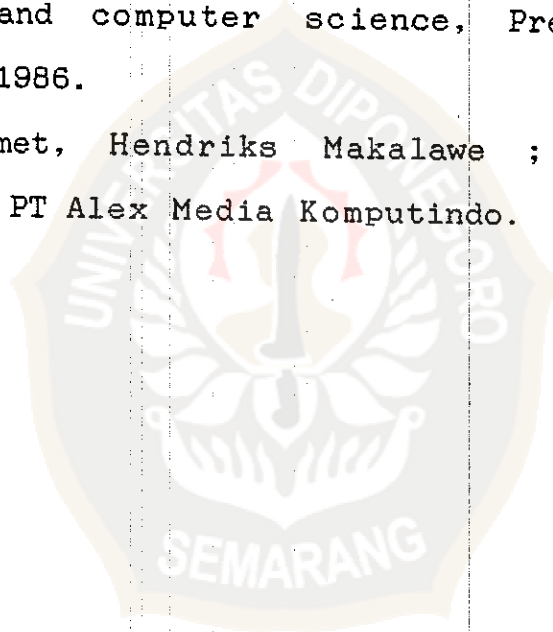 and computer science, Pre
1986.
met, Hendriks Makalawe ;
PT Alex Media Komputindo.
UNIVERSITAS DIPONEGORO
SEMARANG